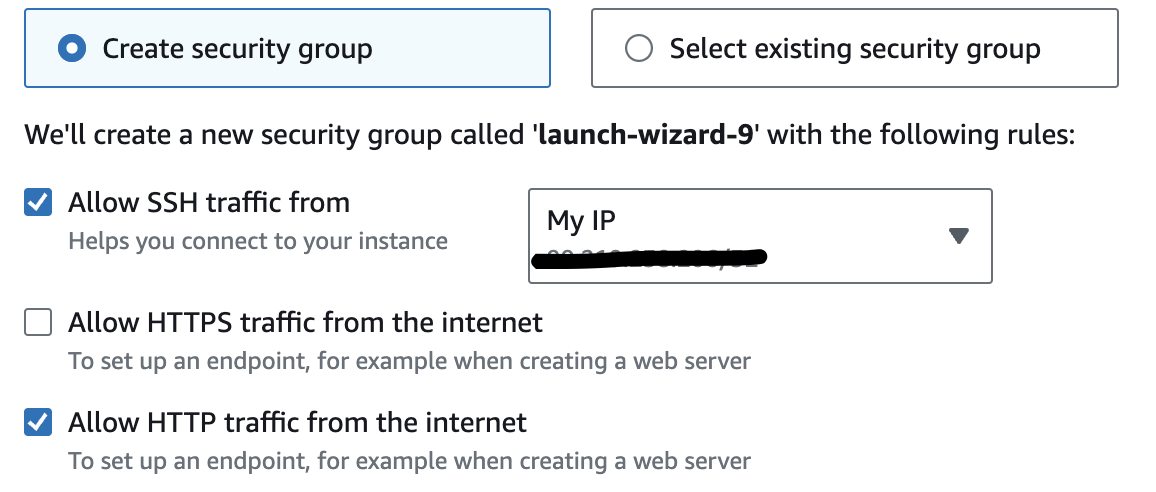 Create security group
Select existing security group
We'll create a new security group called 'launch-wizard-9' with the following rules:
Allow SSH traffic from
Helps you connect to your instance
My IP
Allow HTTPS traffic from the internet
To set up an endpoint, for example when creating a web server
Allow HTTP traffic from the internet
To set up an endpoint, for example when creating a web server